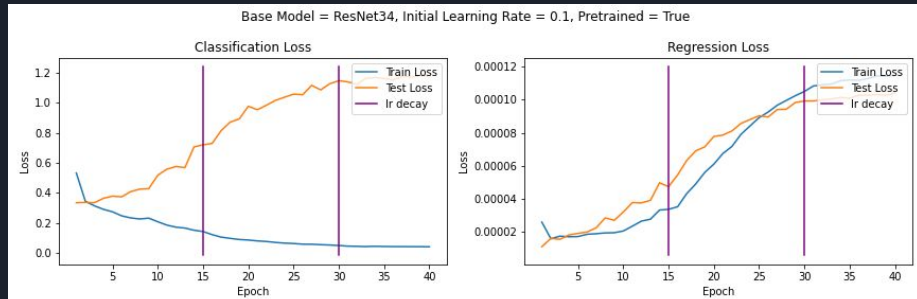 Base Model = ResNet34, Initial Learning Rate = 0.1, Pretrained = True
Classification Loss
Loss
1.2
1.0
0.8
0.6
0.4
0.2
0.0
5 10 15 20 25 30 35 40
Epoch
Train Loss
Test Loss
lr decay
Regression Loss
Loss
0.00012
0.00010
0.00008
0.00006
0.00004
0.00002
5 10 15 20 25 30 35 40
Epoch
Train Loss
Test Loss
lr decay